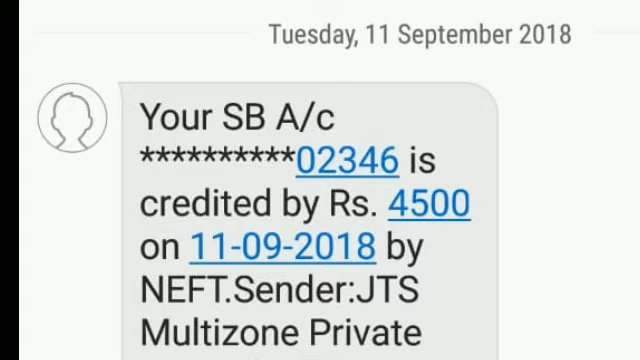 Tuesday, 11 September 2018
Your SB A/c
**********02346 is
credited by Rs. 4500
on 11-09-2018 by
NEFT.Sender:JTS
Multizone Private